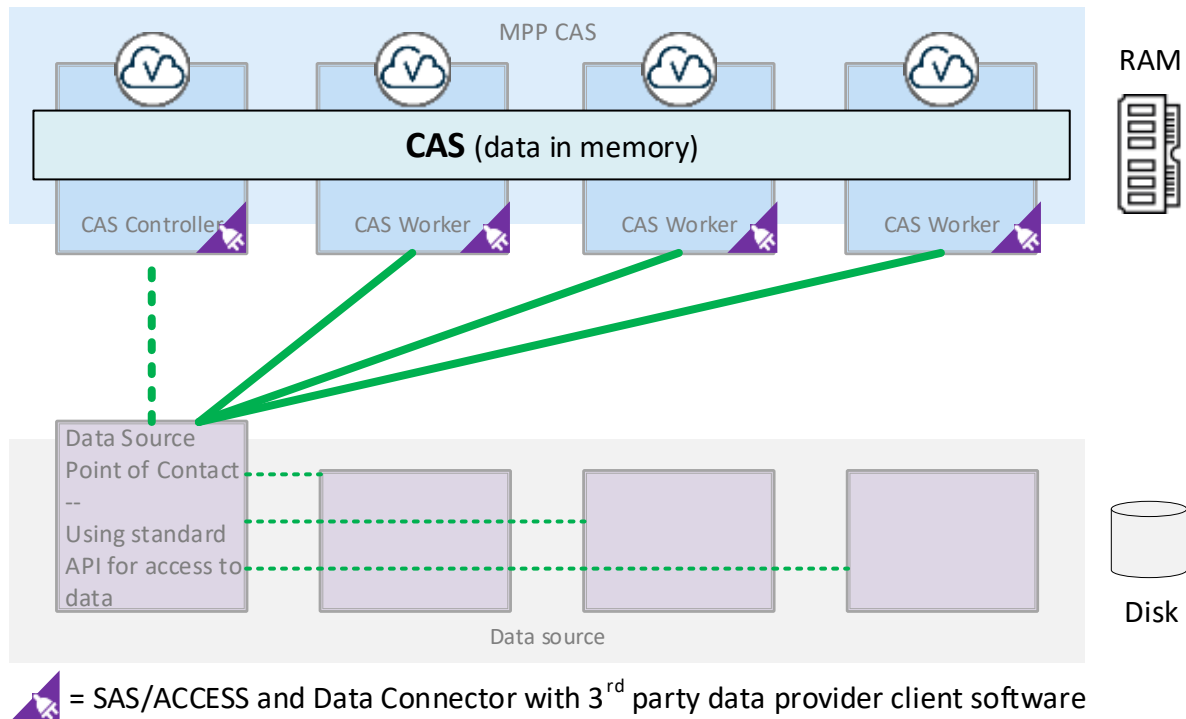 MPP CAS
RAM
CAS (data in memory)
CAS Controller
CAS Worker
CAS Worker
CAS Worker
Data Source
Point of Contact
--
Using standard
API for access to
data
Data source
Disk
= SAS/ACCESS and Data Connector with 3rd party data provider client software